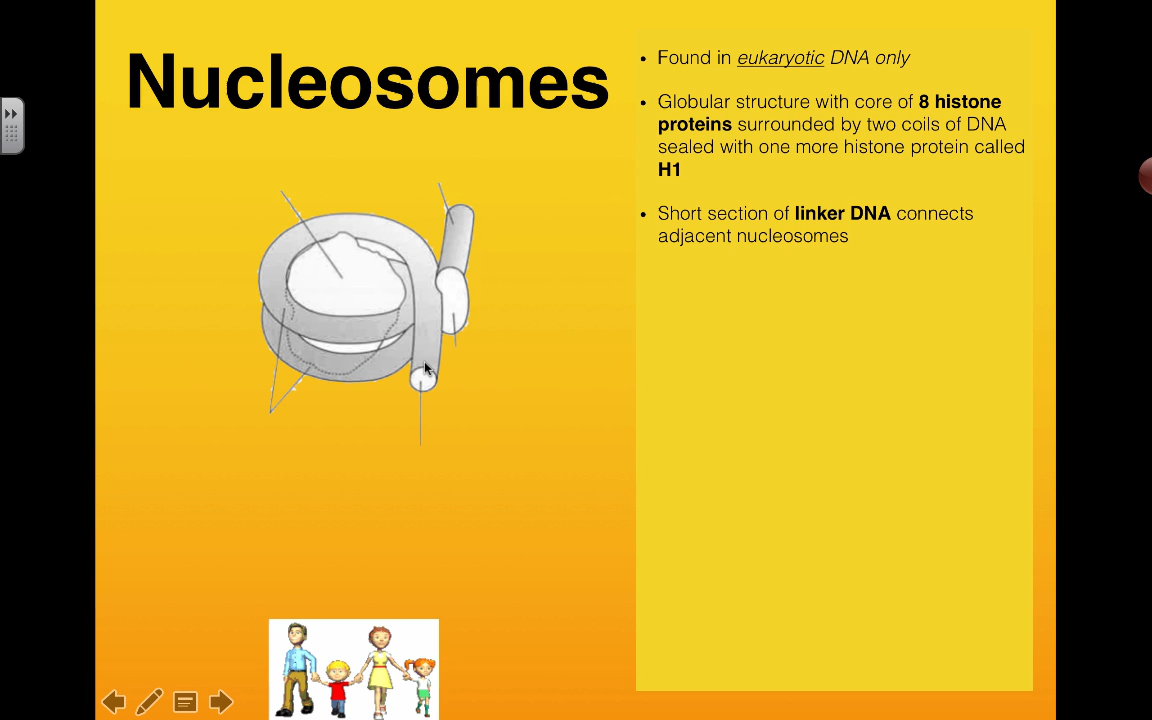 Nucleosomes
• Found in eukaryotic DNA only
• Globular structure with core of 8 histone
proteins surrounded by two coils of DNA
sealed with one more histone protein called
H1
• Short section of linker DNA connects
adjacent nucleosomes